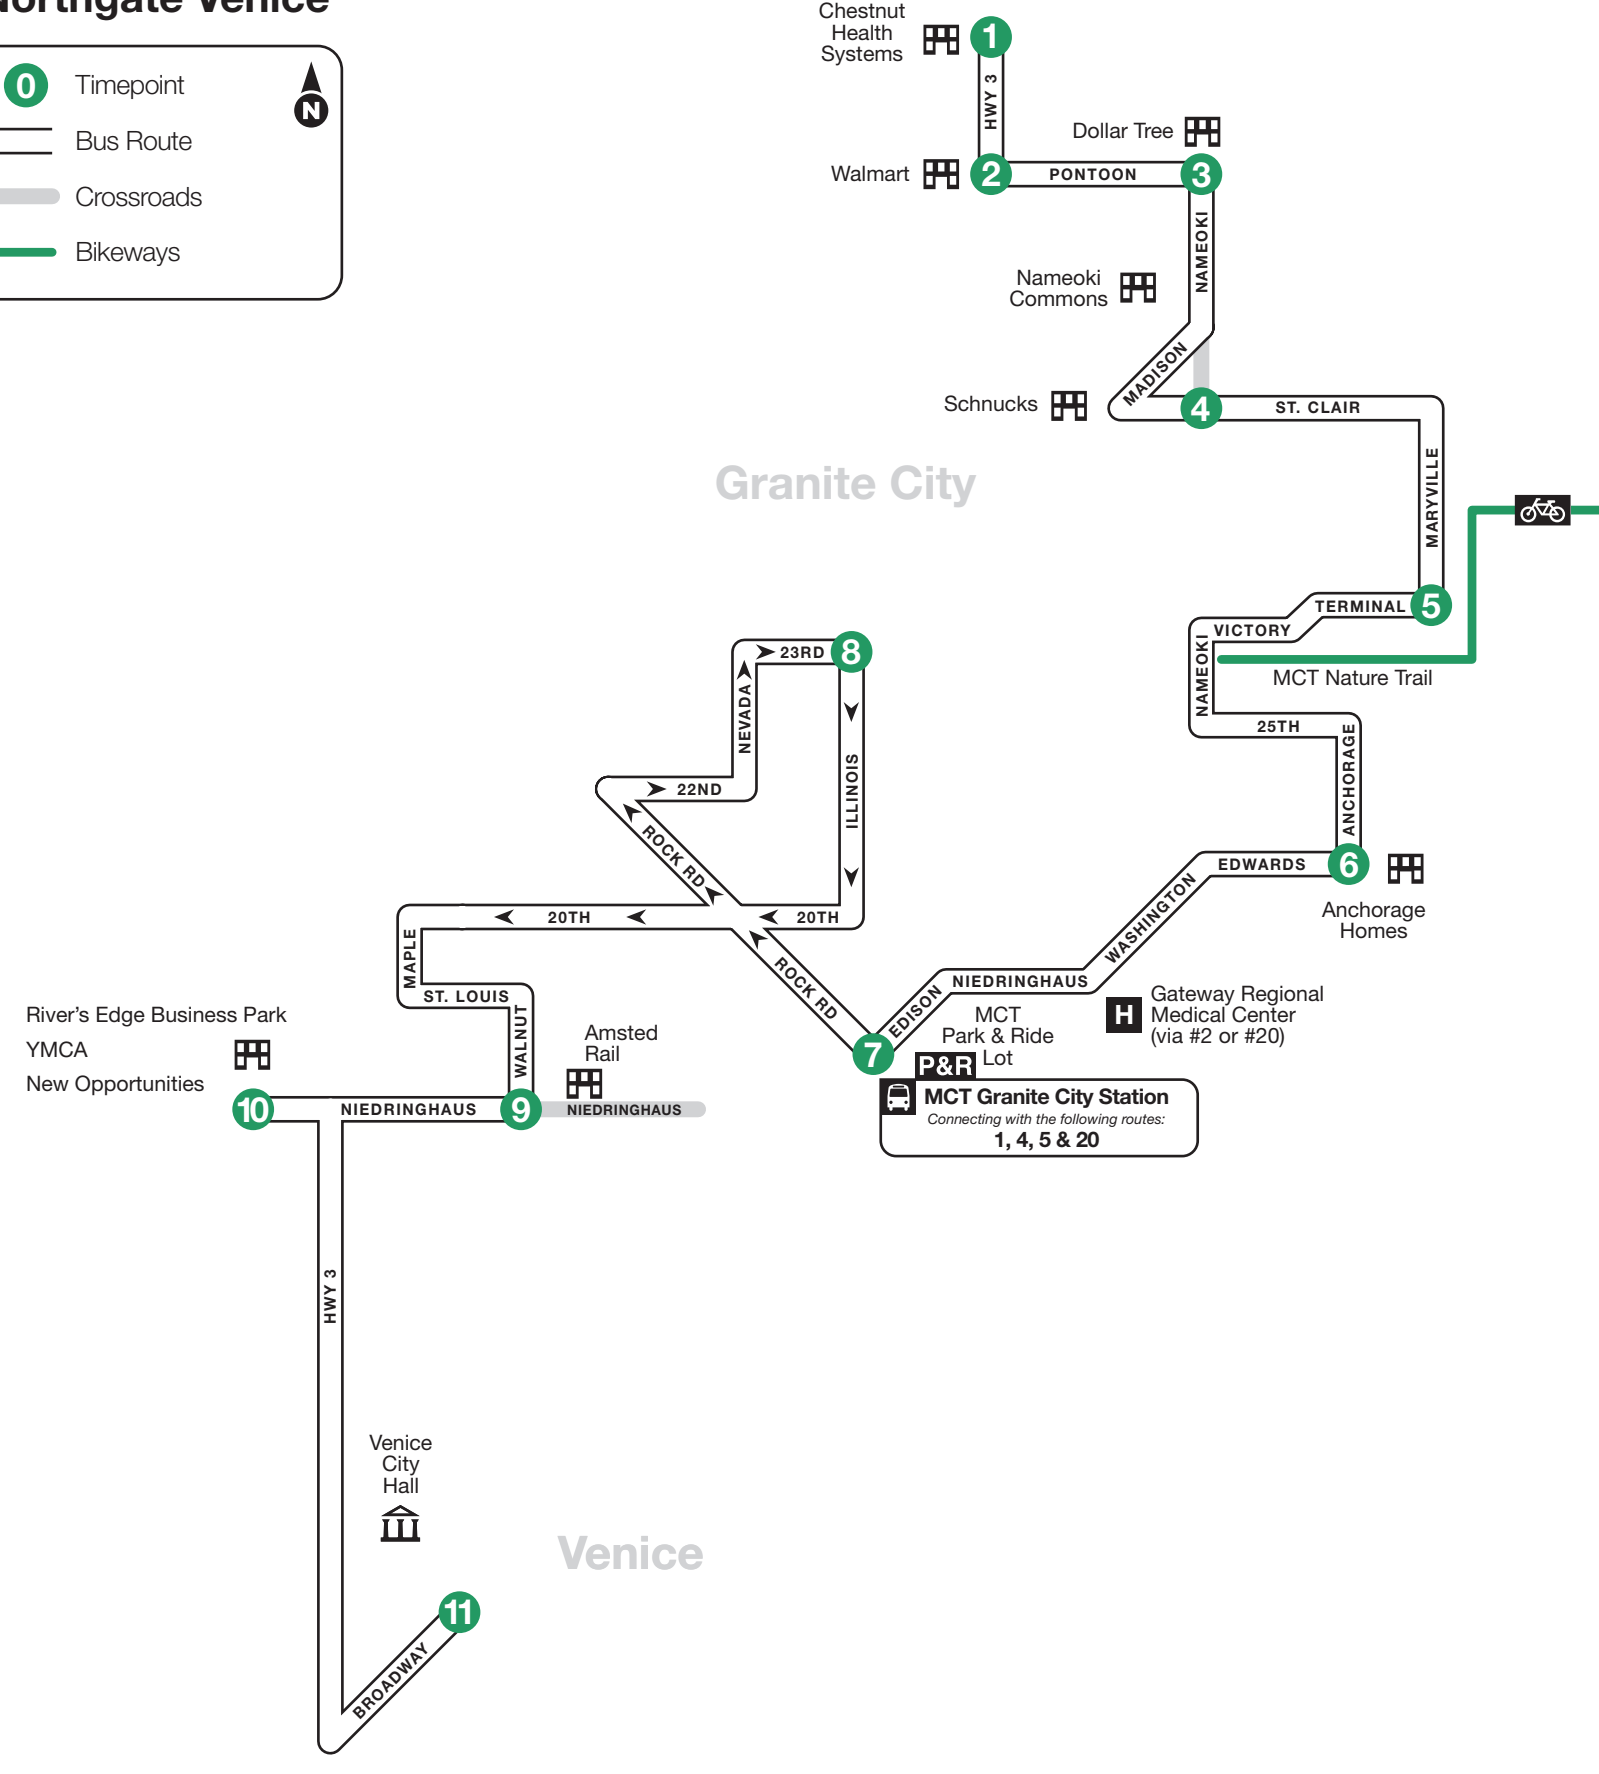 Northgate Venice
0 Timepoint
N
Bus Route
Crossroads
Bikeways
Chestnut
Health
Systems
1
HWY 3
Dollar Tree
Walmart
2
PONTOON
3
NAMEOKI
Nameoki
Commons
MADISON
Schnucks
4
ST. CLAIR
MARYVILLE
Granite City
TERMINAL
5
VICTORY
NAMEOKI
MCT Nature Trail
25TH
ANCHORAGE
23RD
8
NEVADA
ILLINOIS
22ND
ROCK RD
20TH
20TH
EDWARDS
6
Anchorage
Homes
WASHINGTON
NIEDRINGHAUS
EDISON
ROCK RD
7
MCT
Park & Ride
Lot
P&R
H
Gateway Regional
Medical Center
(via #2 or #20)
MCT Granite City Station
Connecting with the following routes:
1, 4, 5 & 20
MAPLE
ST. LOUIS
WALNUT
Amsted
Rail
River's Edge Business Park
YMCA
New Opportunities
10
NIEDRINGHAUS
9
NIEDRINGHAUS
HWY 3
Venice
City
Hall
Venice
11
BROADWAY